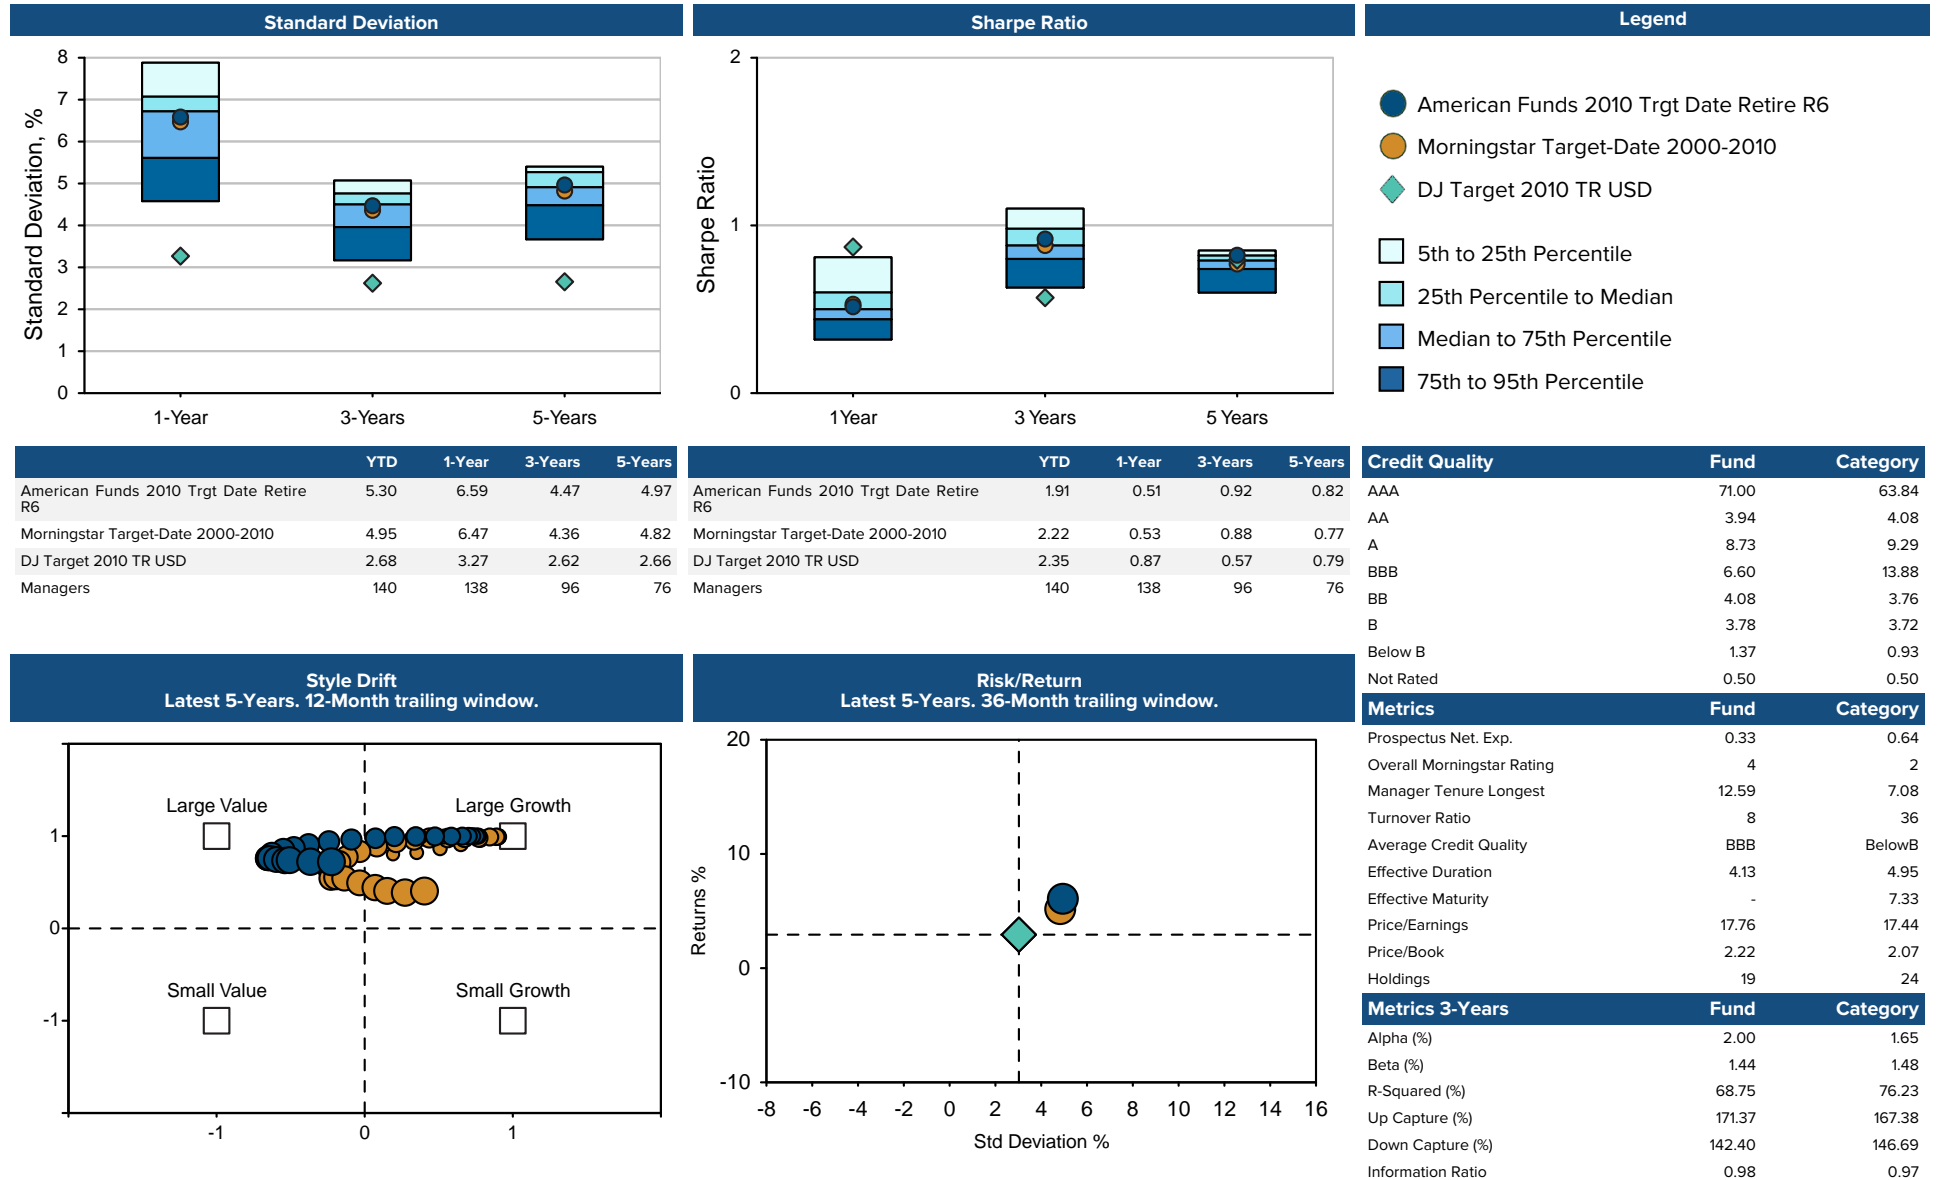 Standard Deviation
8
7
6
5
4
3
2
1
0
Standard Deviation, %
1-Year 3-Years 5-Years
Sharpe Ratio
2
1
0
Sharpe Ratio
1Year 3 Years 5 Years
Legend
American Funds 2010 Trgt Date Retire R6
Morningstar Target-Date 2000-2010
DJ Target 2010 TR USD
5th to 25th Percentile
25th Percentile to Median
Median to 75th Percentile
75th to 95th Percentile
YTD 1-Year 3-Years 5-Years
American Funds 2010 Trgt Date Retire 5.30 6.59 4.47 4.97
R6
Morningstar Target-Date 2000-2010 4.95 6.47 4.36 4.82
DJ Target 2010 TR USD 2.68 3.27 2.62 2.66
Managers 140 138 96 76
YTD 1-Year 3-Years 5-Years
American Funds 2010 Trgt Date Retire 1.91 0.51 0.92 0.82
R6
Morningstar Target-Date 2000-2010 2.22 0.53 0.88 0.77
DJ Target 2010 TR USD 2.35 0.87 0.57 0.79
Managers 140 138 96 76
Style Drift
Latest 5-Years. 12-Month trailing window.
Large Value Large Growth
1
0
Small Value Small Growth
-1
-1 0 1
Risk/Return
Latest 5-Years. 36-Month trailing window.
20
10
0
-10
Returns %
-8 -6 -4 -2 0 2 4 6 8 10 12 14 16
Std Deviation %
Credit Quality Fund Category
AAA 71.00 63.84
AA 3.94 4.08
A 8.73 9.29
BBB 6.60 13.88
BB 4.08 3.76
B 3.78 3.72
Below B 1.37 0.93
Not Rated 0.50 0.50
Metrics Fund Category
Prospectus Net. Exp. 0.33 0.64
Overall Morningstar Rating 4 2
Manager Tenure Longest 12.59 7.08
Turnover Ratio 8 36
Average Credit Quality BBB BelowB
Effective Duration 4.13 4.95
Effective Maturity - 7.33
Price/Earnings 17.76 17.44
Price/Book 2.22 2.07
Holdings 19 24
Metrics 3-Years Fund Category
Alpha (%) 2.00 1.65
Beta (%) 1.44 1.48
R-Squared (%) 68.75 76.23
Up Capture (%) 171.37 167.38
Down Capture (%) 142.40 146.69
Information Ratio 0.98 0.97